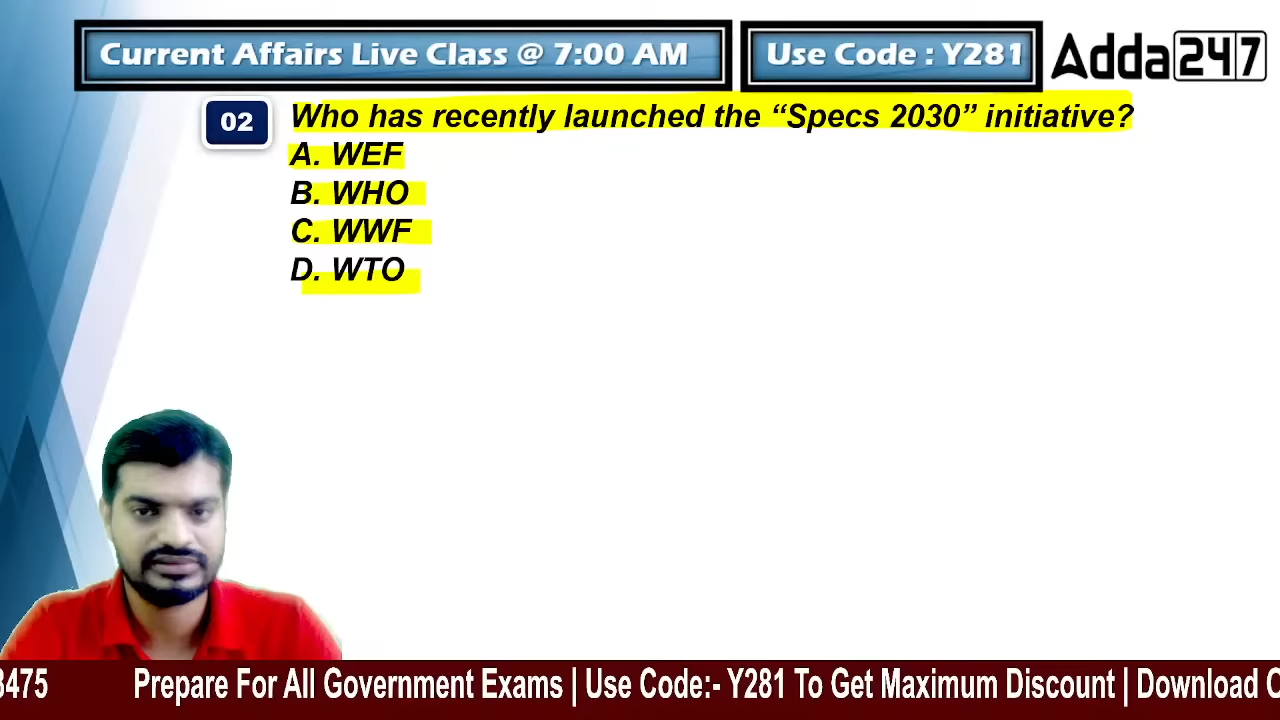 Current Affairs Live Class @ 7:00 AM
Use Code : Y281
Adda247
02
Who has recently launched the “Specs 2030” initiative?
A. WEF
B. WHO
C. WWF
D. WTO
3475 Prepare For All Government Exams | Use Code:- Y281 To Get Maximum Discount | Download